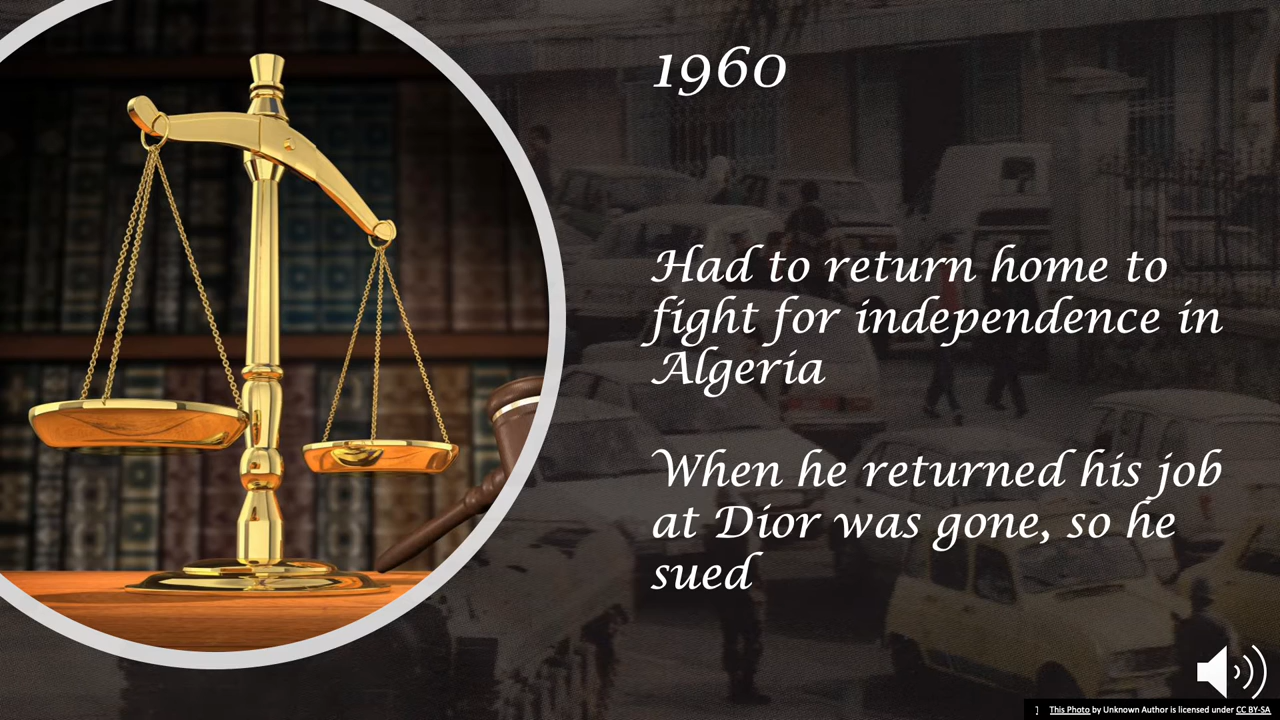 1960
Had to return home to
fight for independence in
Algeria
When he returned his job
at Dior was gone, so he
sued
This Photo by Unknown Author is licensed under CC BY-SA